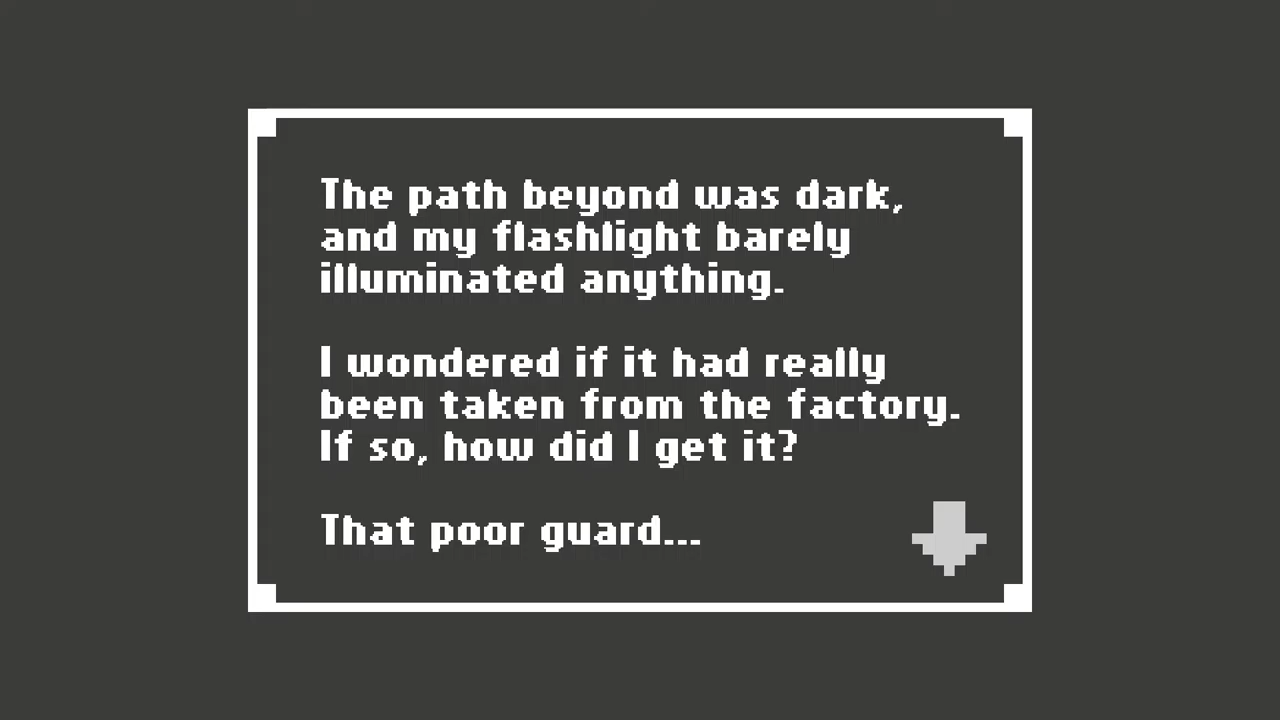 The path beyond was dark,
and my flashlight barely
illuminated anything.
I wondered if it had really
been taken from the factory.
If so, how did I get it?
That poor guard...